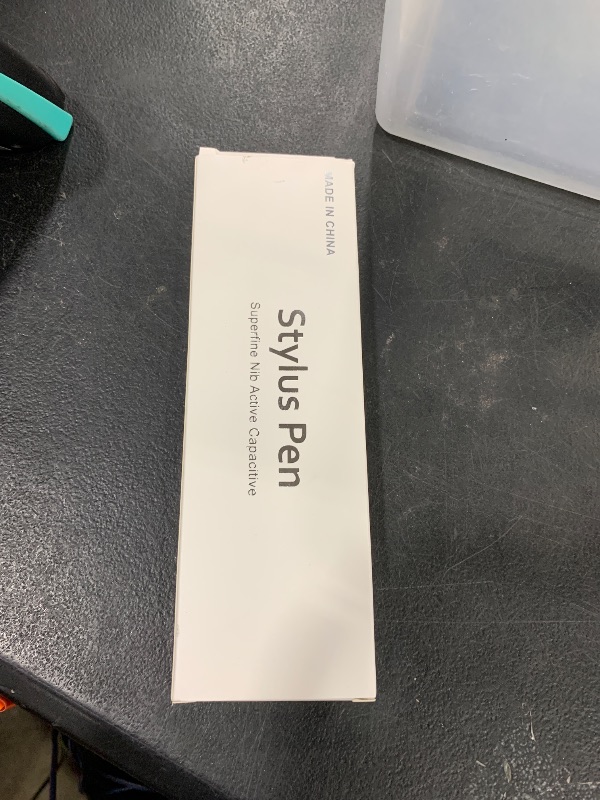 MADE IN CHINA
Stylus Pen
Superfine Nib Active Capacitive